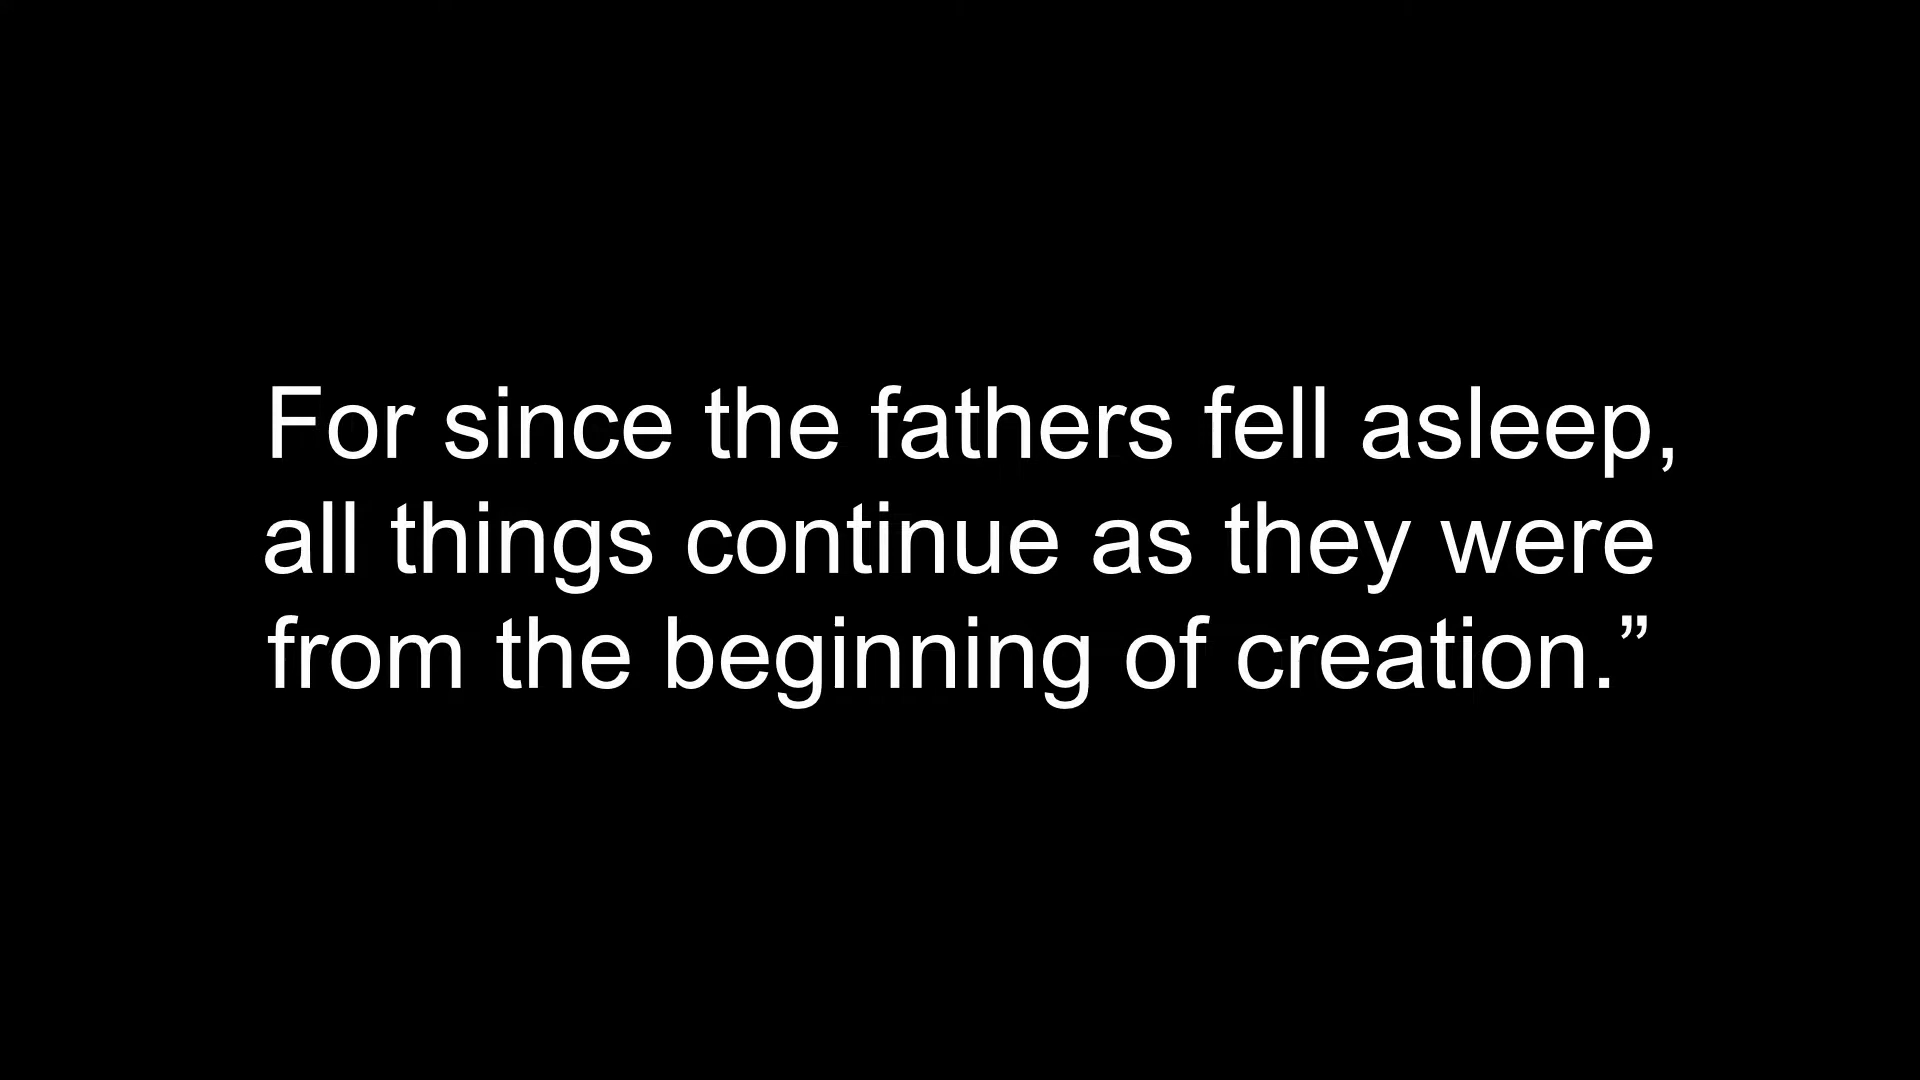 For since the fathers fell asleep,
all things continue as they were
from the beginning of creation.”